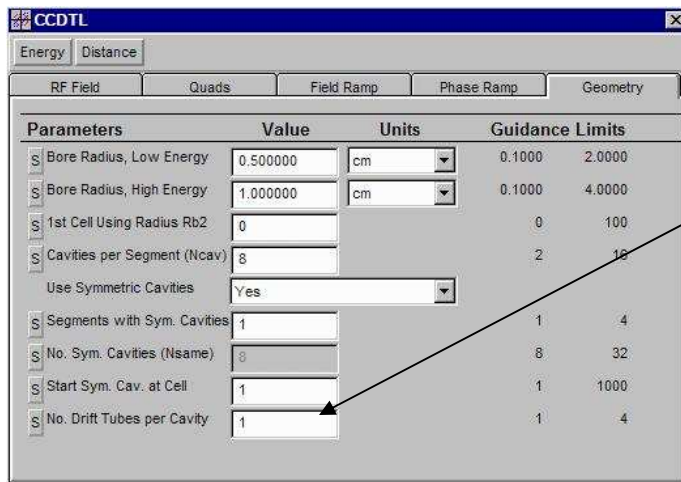 CCDTL
Energy Distance
RF Field Quads Field Ramp Phase Ramp Geometry
Parameters Value Units Guidance Limits
S Bore Radius, Low Energy 0.500000 cm 0.1000 2.0000
S Bore Radius, High Energy 1.000000 cm 0.1000 4.0000
S 1st Cell Using Radius Rb2 0 0 100
S Cavities per Segment (Ncav) 8 2 16
Use Symmetric Cavities Yes
S Segments with Sym. Cavities 1 1 4
S No. Sym. Cavities (Nsame) 8 8 32
S Start Sym. Cav. at Cell 1 1 1000
S No. Drift Tubes per Cavity 1 1 4